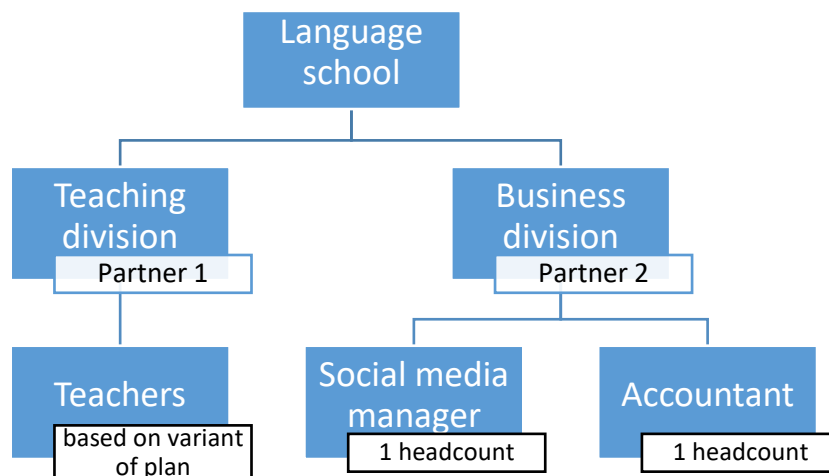 Language
school
Teaching
division
Partner 1
Business
division
Partner 2
Teachers
based on variant
of plan
Social media
manager
1 headcount
Accountant
1 headcount